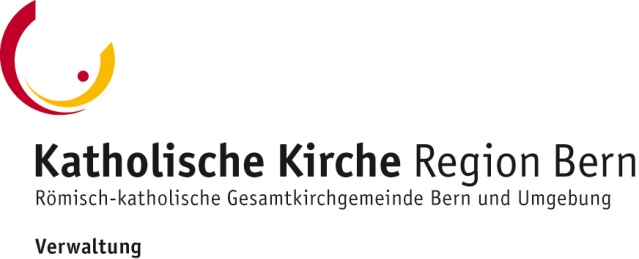 Katholische Kirche Region Bern
Römisch-katholische Gesamtkirchgemeinde Bern und Umgebung
Verwaltung